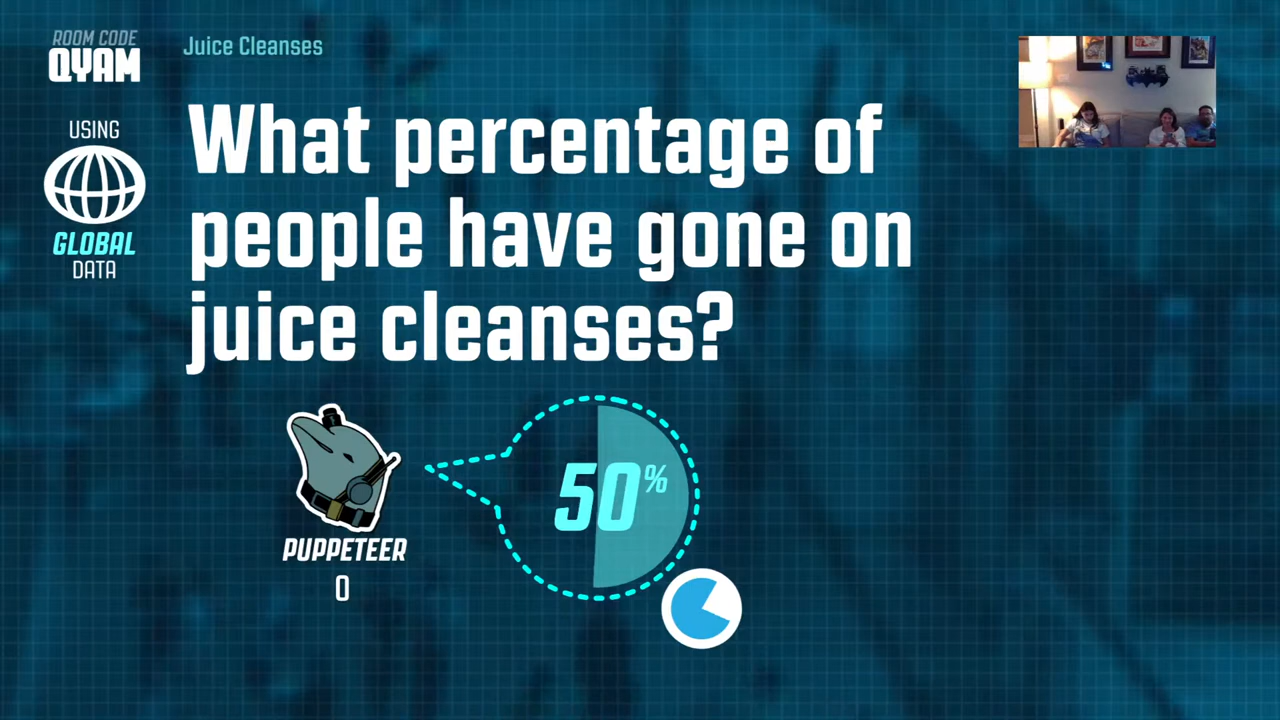 ROOM CODE
QYAM
Juice Cleanses
USING
GLOBAL
DATA
What percentage of
people have gone on
juice cleanses?
50%
PUPPETEER
0